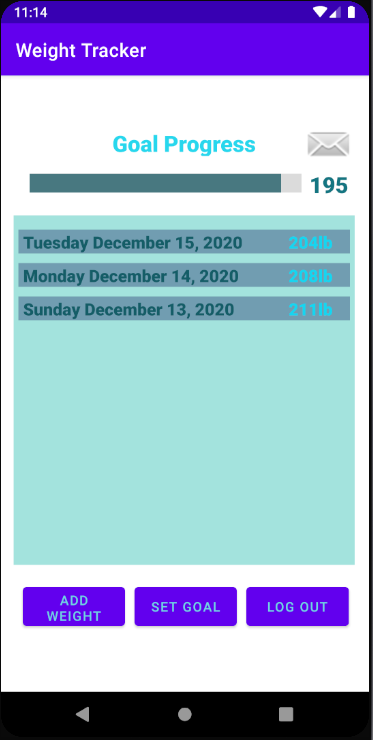 11:14
Weight Tracker
Goal Progress
195
Tuesday December 15, 2020 204lb
Monday December 14, 2020 208lb
Sunday December 13, 2020 211lb
ADD
WEIGHT
SET GOAL
LOG OUT